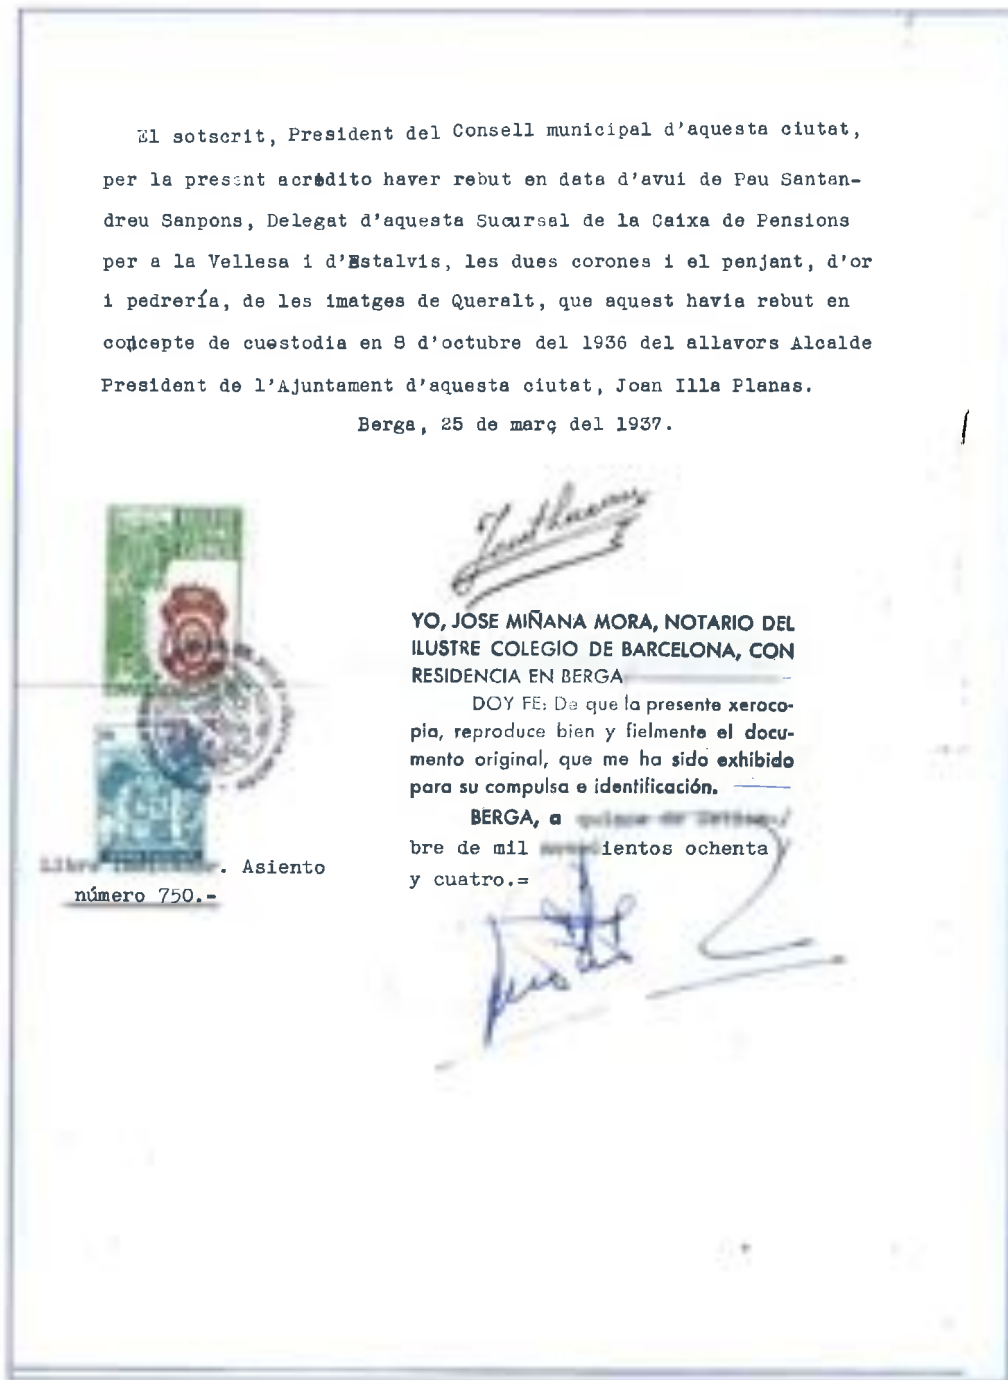 El sotscrit, President del Consell municipal d'aquesta ciutat,
per la present acrèdito haver rebut en data d'avui de Pau Santan-
dreu Sanpons, Delegat d'aquesta Sucursal de la Caixa de Pensions
per a la Vellesa i d'Estalvis, les dues corones i el penjant, d'or
i pedrería, de les imatges de Queralt, que aquest havia rebut en
concepte de cuestodia en 8 d'octubre del 1936 del allavors Alcalde
President de l'Ajuntament d'aquesta ciutat, Joan Illa Planas.
Berga, 25 de març del 1937.
YO, JOSE MIÑANA MORA, NOTARIO DEL
ILUSTRE COLEGIO DE BARCELONA, CON
RESIDENCIA EN BERGA
DOY FE: De que la presente xeroco-
pia, reproduce bien y fielmente el docu-
mento original, que me ha sido exhibido
para su compulsa e identificación.
BERGA, a
bre de mil ientos ochenta
y cuatro.=
Libro . Asiento
número 750.-